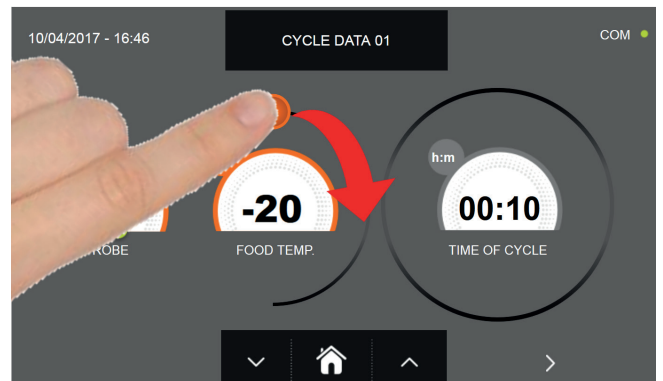 10/04/2017 - 16:46
CYCLE DATA 01
COM
h:m
-20
00:10
FOOD TEMP.
TIME OF CYCLE